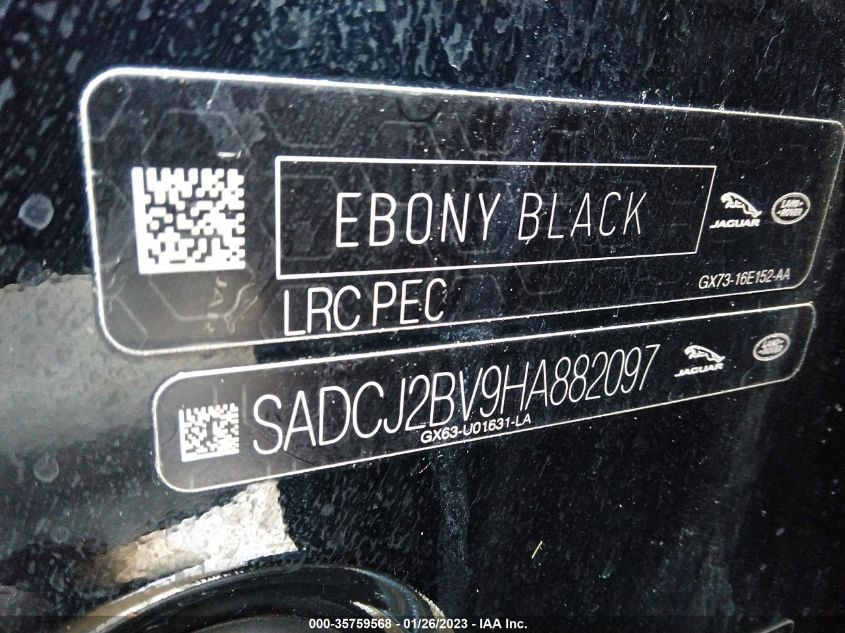 EBONY BLACK
JAGUAR
LAND-
-ROVER
LRC PEC
GX73-16E152-AA
SADCJ2BV9HA882097
GX63-U01631-LA
JAGUAR
LAND-
-ROVER
000-35759568 - 01/26/2023 - IAA Inc.